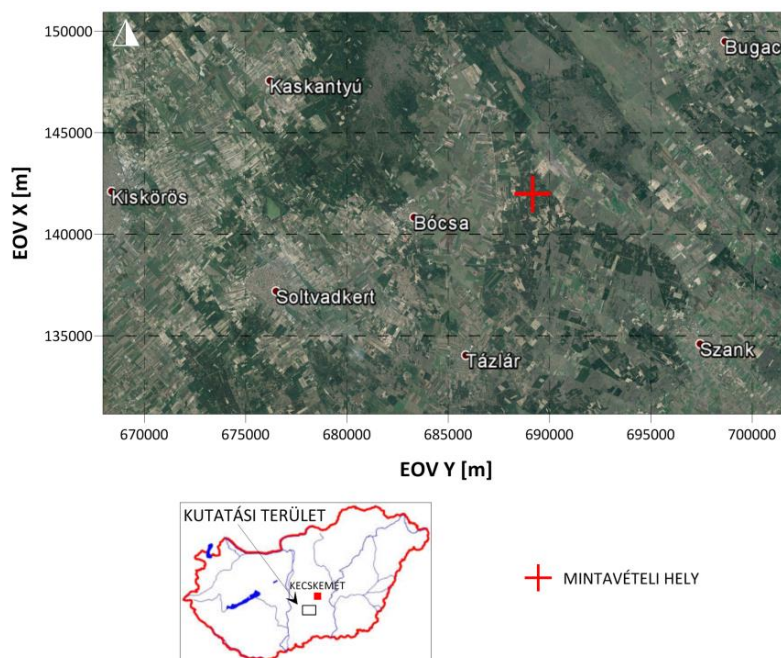 150000
Bugac
Kaskantyú
145000
Kiskörös
140000
Bócsa
Soltvadkert
135000
Szank
Tázlár
EOV X [m]
670000 675000 680000 685000 690000 695000 700000
EOV Y [m]
KUTATÁSI TERÜLET
KECSKEMÉT
MINTAVÉTELI HELY